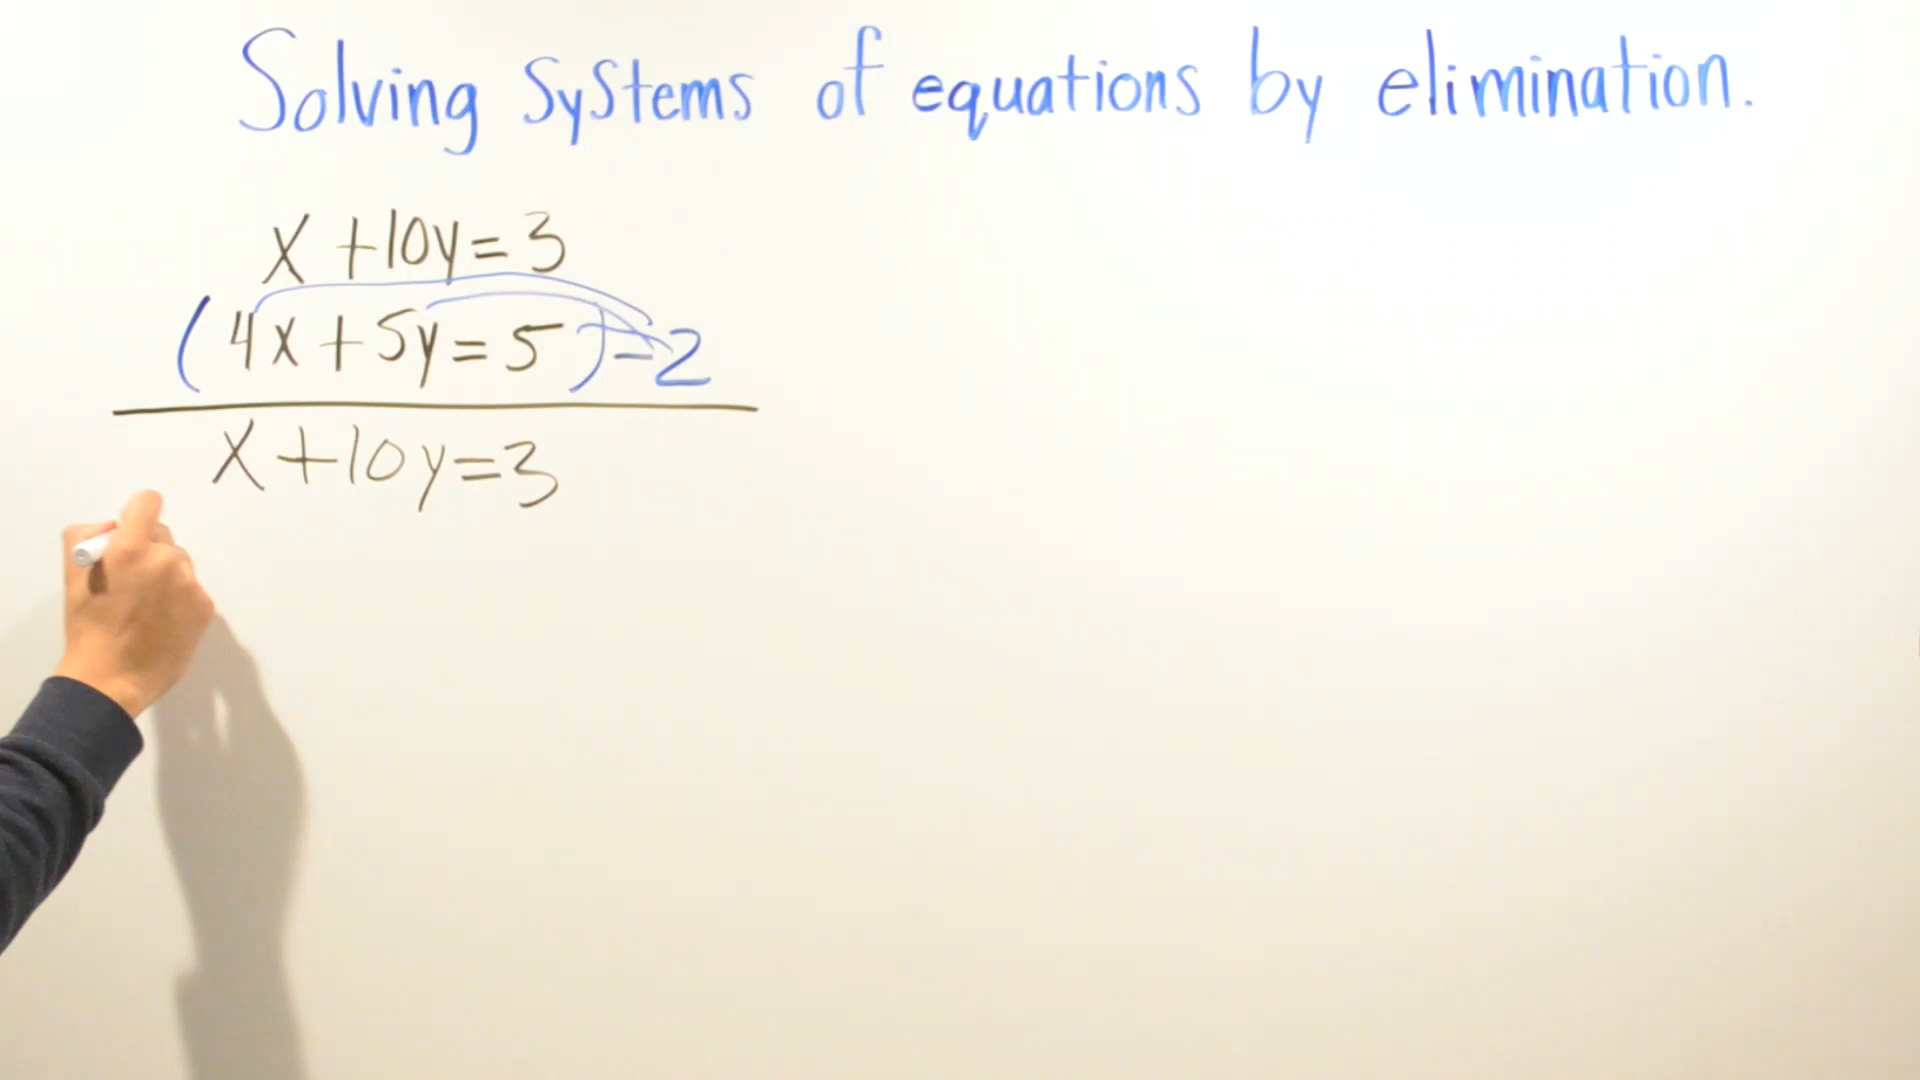 Solving Systems of equations by elimination.
x + 10y = 3
(4x + 5y = 5) -2
x + 10y = 3